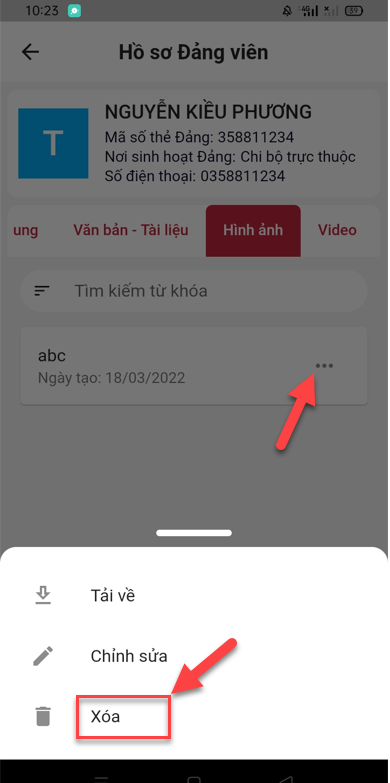 10:23 4G 39
Hồ sơ Đảng viên
T
NGUYỄN KIỀU PHƯƠNG
Mã số thẻ Đảng: 358811234
Nơi sinh hoạt Đảng: Chi bộ trực thuộc
Số điện thoại: 0358811234
ung Văn bản - Tài liệu Hình ảnh Video
Tìm kiếm từ khóa
abc
Ngày tạo: 18/03/2022
Tải về
Chỉnh sửa
Xóa